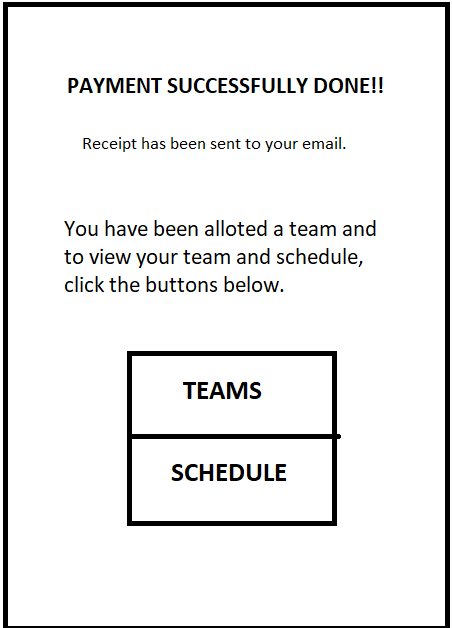 PAYMENT SUCCESSFULLY DONE!!
Receipt has been sent to your email.
You have been alloted a team and
to view your team and schedule,
click the buttons below.
TEAMS
SCHEDULE